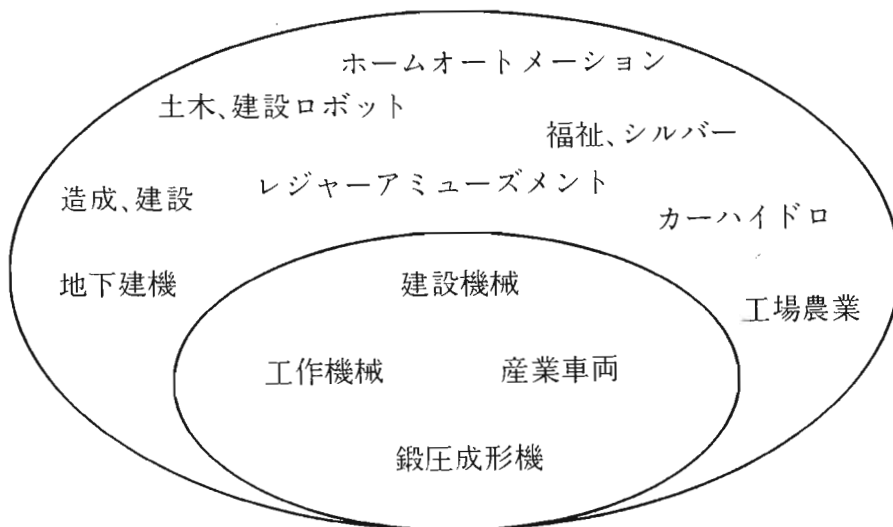 ホームオートメーション
土木、建設ロボット
福祉、シルバー
レジャーアミューズメント
造成、建設
カーハイドロ
地下建機
建設機械
工場農業
工作機械
産業車両
鍛圧成形機